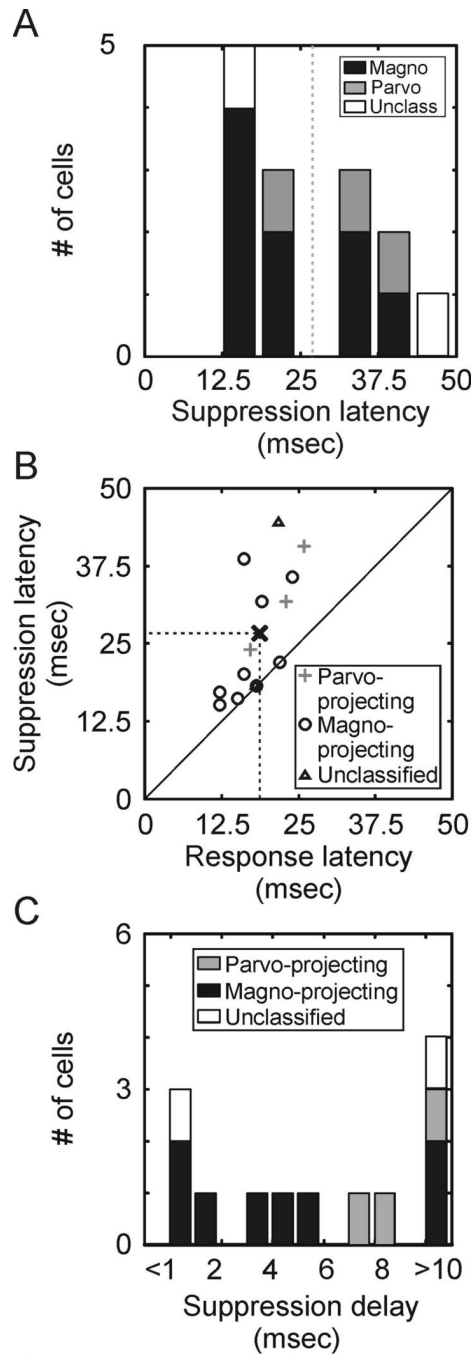 A
5
Magno
Parvo
Unclass
# of cells
0
0 12.5 25 37.5 50
Suppression latency
(msec)
B
50
37.5
25
12.5
0
Suppression latency
(msec)
Parvo-
projecting
Magno-
projecting
Unclassified
0 12.5 25 37.5 50
Response latency
(msec)
C
6
3
0
# of cells
Parvo-projecting
Magno-projecting
Unclassified
<1 2 4 6 8 >10
Suppression delay
(msec)